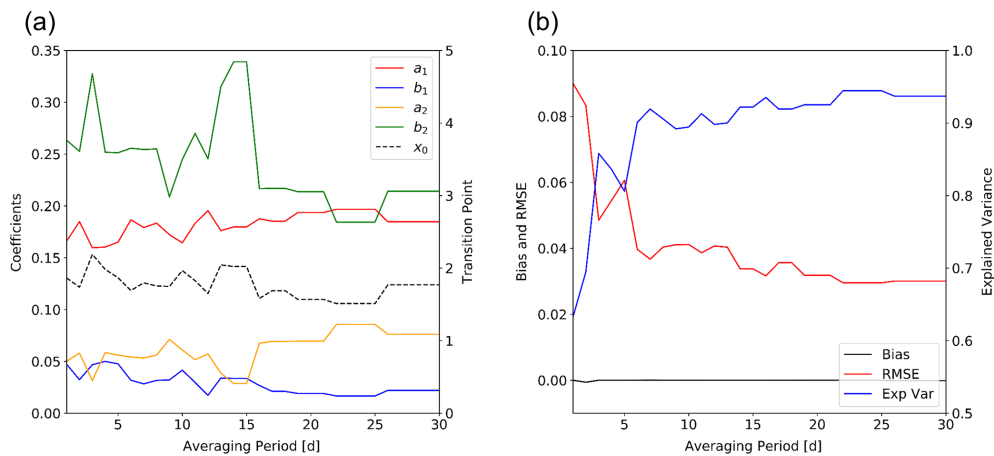 (a)
0.35
0.30
0.25
0.20
0.15
0.10
0.05
0.00
Coefficients
5
4
3
2
1
0
Transition Point
a₁
b₁
a₂
b₂
x₀
5
10
15
20
25
30
Averaging Period [d]
(b)
0.10
0.08
0.06
0.04
0.02
0.00
Bias and RMSE
1.0
0.9
0.8
0.7
0.6
0.5
Explained Variance
Bias
RMSE
Exp Var
5
10
15
20
25
30
Averaging Period [d]